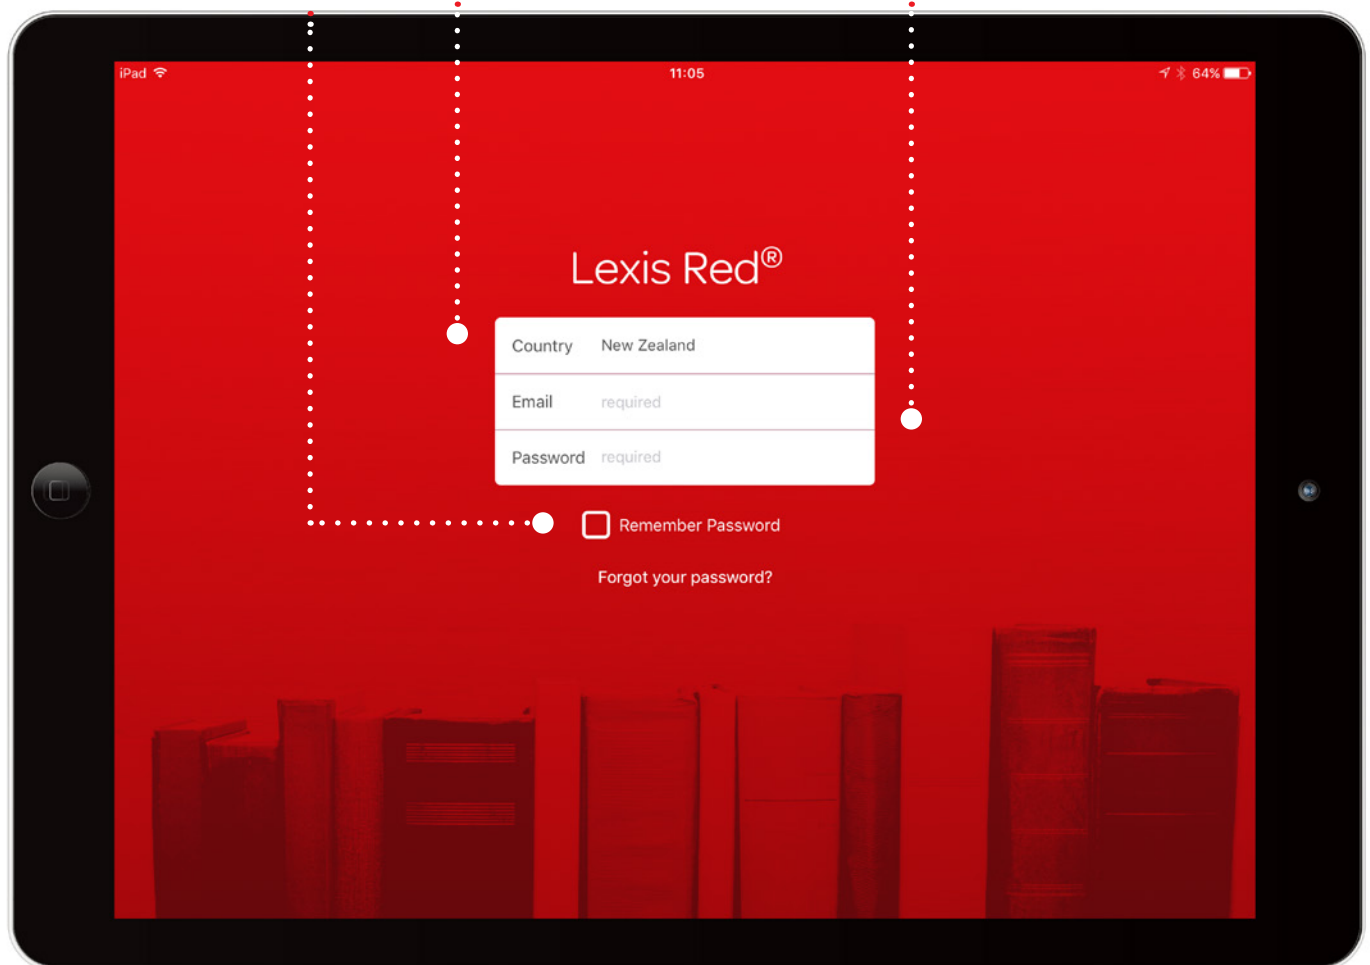 iPad 11:05 64%
Lexis Red®
Country New Zealand
Email required
Password required
Remember Password
Forgot your password?